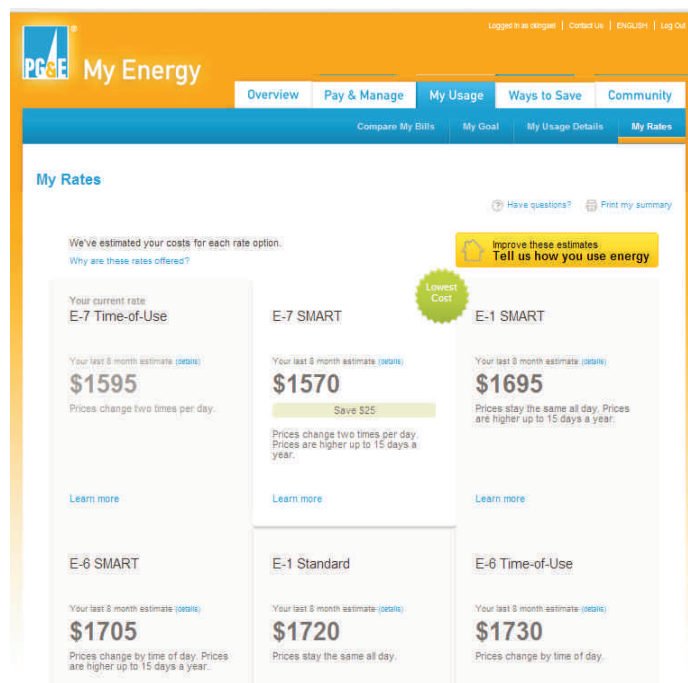 Logged in as okingael | Contact Us | ENGLISH | Log Out
PG&E My Energy
Overview Pay & Manage My Usage Ways to Save Community
Compare My Bills My Goal My Usage Details My Rates
My Rates
Have questions? Print my summary
We've estimated your costs for each rate option.
Why are these rates offered?
Improve these estimates
Tell us how you use energy
Lowest
Cost
Your current rate
E-7 Time-of-Use
Your last 8 month estimate (details)
$1595
Prices change two times per day.
Learn more
E-7 SMART
Your last 8 month estimate (details)
$1570
Save $25
Prices change two times per day.
Prices are higher up to 15 days a
year.
Learn more
E-1 SMART
Your last 8 month estimate (details)
$1695
Prices stay the same all day. Prices
are higher up to 15 days a year.
Learn more
E-6 SMART
Your last 8 month estimate (details)
$1705
Prices change by time of day. Prices
are higher up to 15 days a year.
E-1 Standard
Your last 8 month estimate (details)
$1720
Prices stay the same all day.
E-6 Time-of-Use
Your last 8 month estimate (details)
$1730
Prices change by time of day.